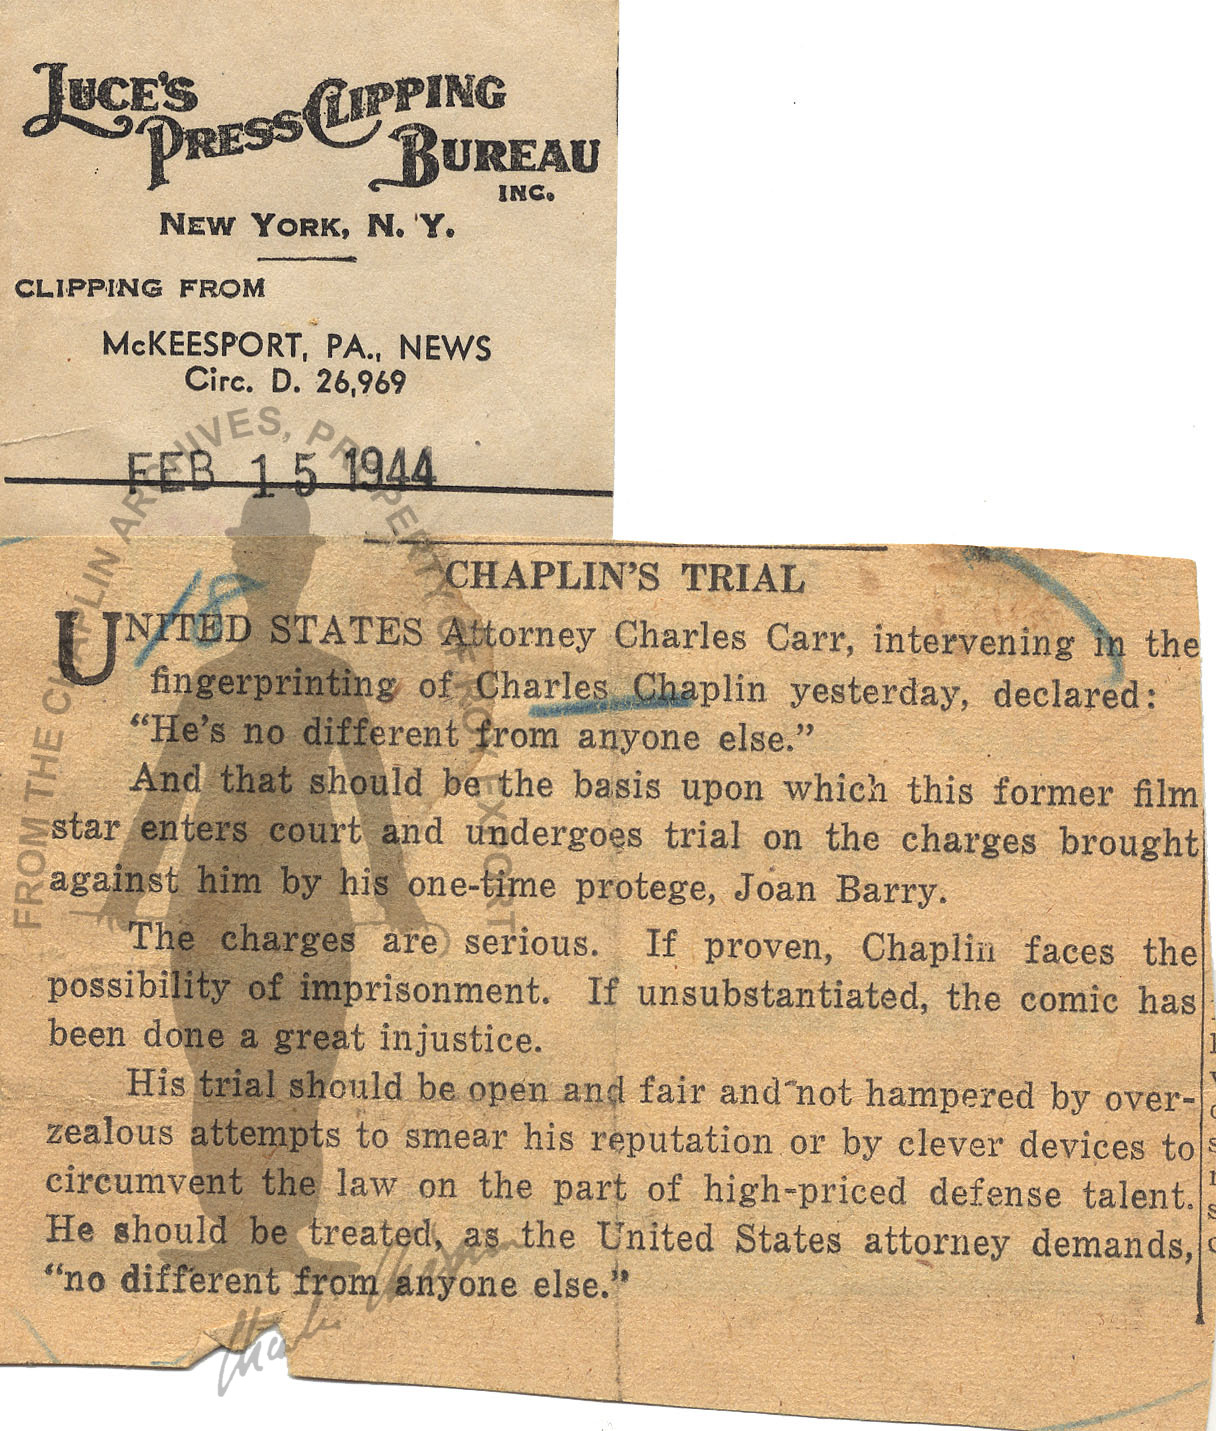 LUCE'S
PRESS CLIPPING
BUREAU
INC.
NEW YORK, N. Y.
CLIPPING FROM
McKEESPORT, PA., NEWS
Circ. D. 26,969
FEB 15 1944
FROM THE CHAPLIN ARCHIVES, PROPERTY OF ROY EXPORT
18
CHAPLIN'S TRIAL
UNITED STATES Attorney Charles Carr, intervening in the
fingerprinting of Charles Chaplin yesterday, declared:
“He's no different from anyone else.”
And that should be the basis upon which this former film
star enters court and undergoes trial on the charges brought
against him by his one-time protege, Joan Barry.
The charges are serious. If proven, Chaplin faces the
possibility of imprisonment. If unsubstantiated, the comic has
been done a great injustice.
His trial should be open and fair and not hampered by over-
zealous attempts to smear his reputation or by clever devices to
circumvent the law on the part of high-priced defense talent.
He should be treated, as the United States attorney demands,
“no different from anyone else.”
Charlie Chaplin